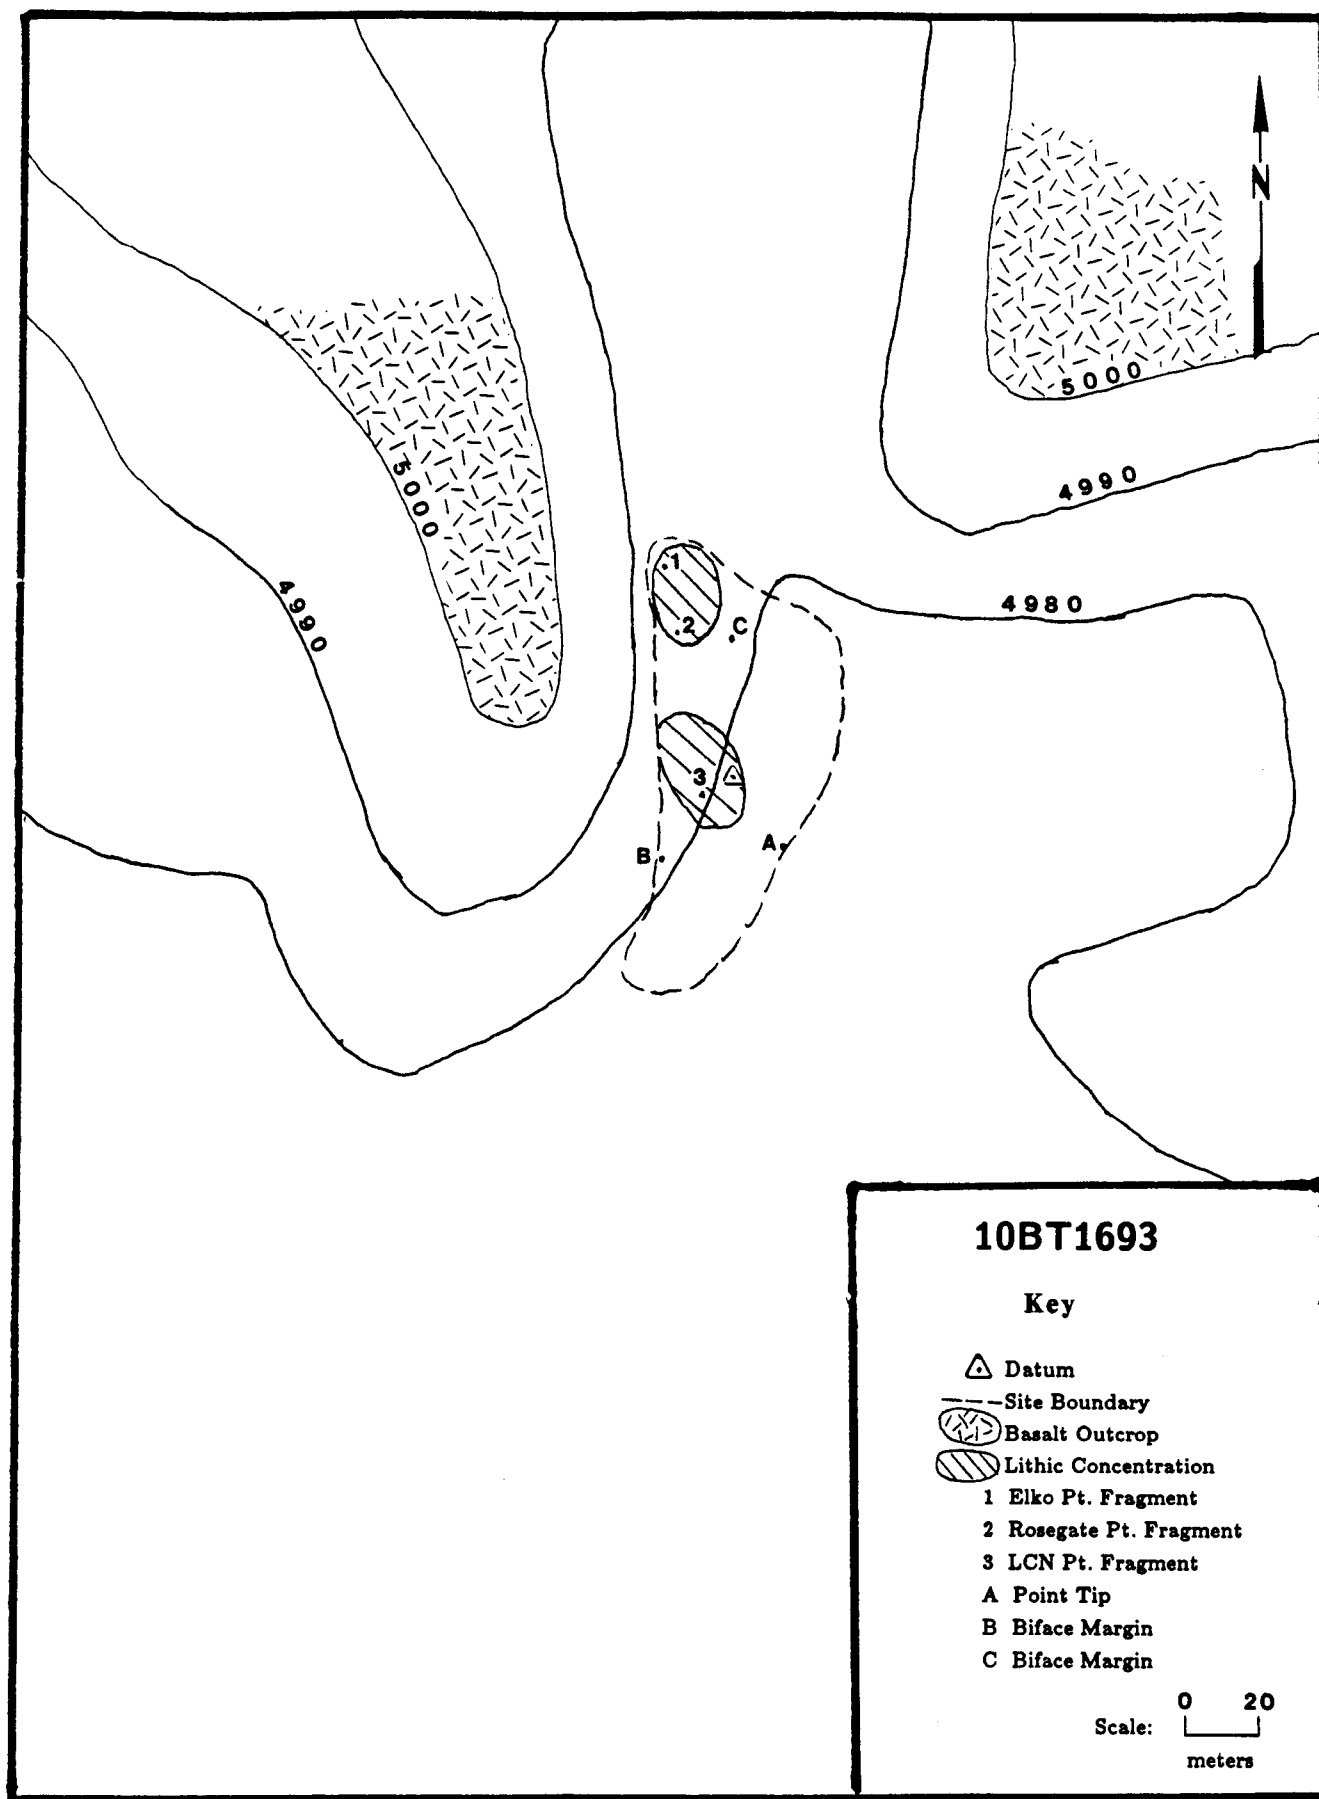 N
5000
4990
5000
4990
4980
1
2
C
3
A
B
10BT1693
Key
Datum
Site Boundary
Basalt Outcrop
Lithic Concentration
1 Elko Pt. Fragment
2 Rosegate Pt. Fragment
3 LCN Pt. Fragment
A Point Tip
B Biface Margin
C Biface Margin
0 20
Scale:
meters